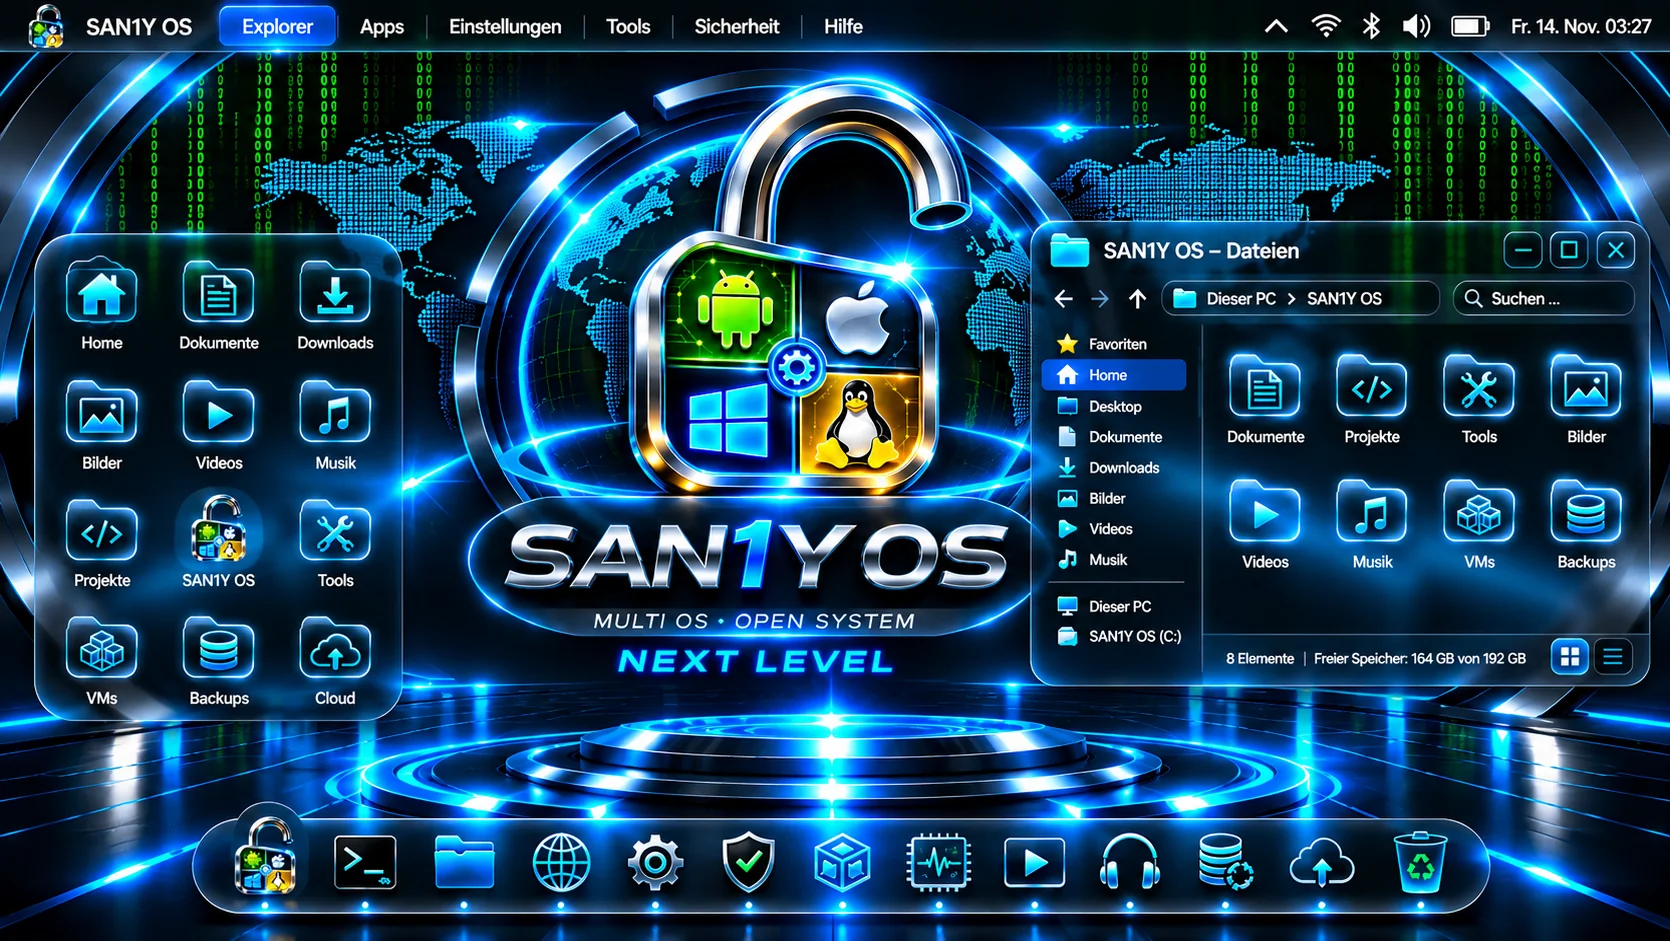 SAN1Y OS
Explorer
Apps
Einstellungen
Tools
Sicherheit
Hilfe
Fr. 14. Nov. 03:27
Home
Dokumente
Downloads
Bilder
Videos
Musik
Projekte
SAN1Y OS
Tools
VMs
Backups
Cloud
SAN1Y OS
MULTI OS • OPEN SYSTEM
NEXT LEVEL
SAN1Y OS – Dateien
Dieser PC > SAN1Y OS
Suchen ...
Favoriten
Home
Desktop
Dokumente
Downloads
Bilder
Videos
Musik
Dieser PC
SAN1Y OS (C:)
Dokumente
Projekte
Tools
Bilder
Videos
Musik
VMs
Backups
8 Elemente | Freier Speicher: 164 GB von 192 GB